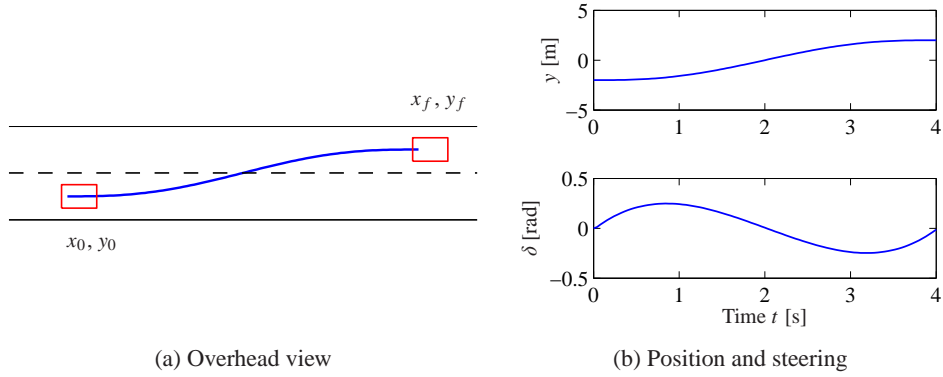 x_f, y_f
x_0, y_0
(a) Overhead view
5
0
−5
y [m]
0 1 2 3 4
0.5
0
−0.5
δ [rad]
0 1 2 3 4
Time t [s]
(b) Position and steering